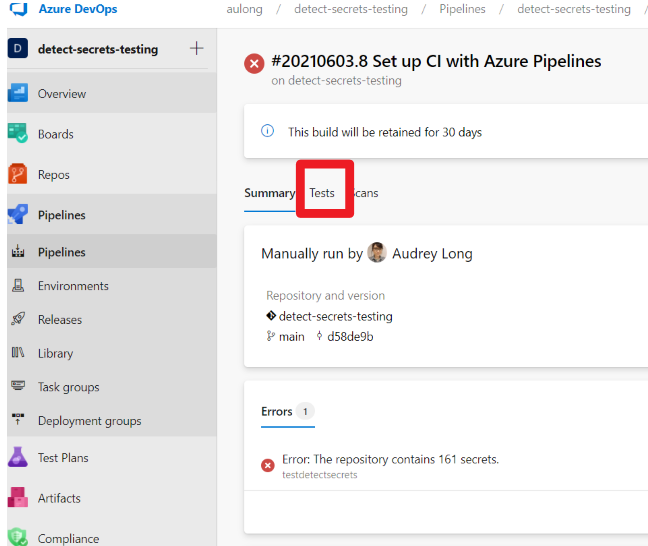 Azure DevOps
aulong / detect-secrets-testing / Pipelines / detect-secrets-testing /
D detect-secrets-testing
Overview
Boards
Repos
Pipelines
Pipelines
Environments
Releases
Library
Task groups
Deployment groups
Test Plans
Artifacts
Compliance
#20210603.8 Set up CI with Azure Pipelines
on detect-secrets-testing
This build will be retained for 30 days
Summary Tests Scans
Manually run by Audrey Long
Repository and version
detect-secrets-testing
main d58de9b
Errors 1
Error: The repository contains 161 secrets.
testdetectsecrets